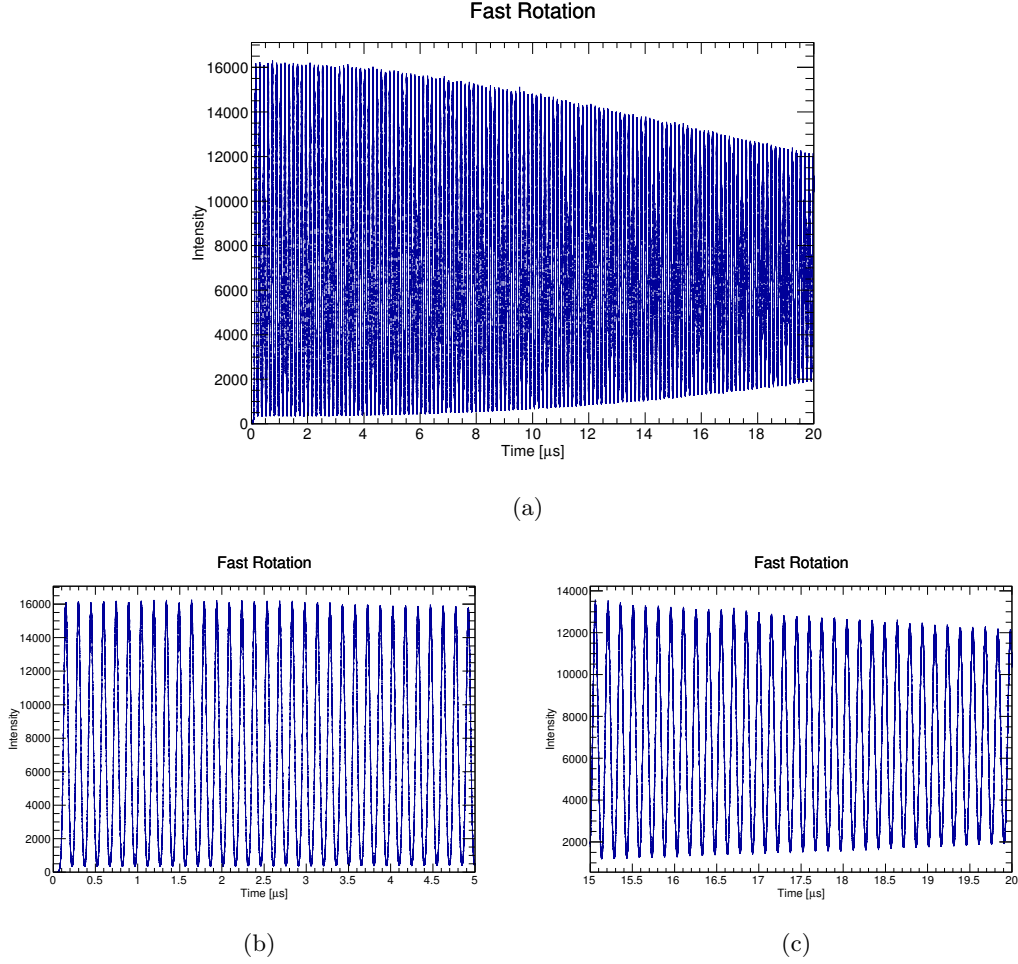 Fast Rotation
16000
14000
12000
10000
8000
6000
4000
2000
0
Intensity
0 2 4 6 8 10 12 14 16 18 20
Time [μs]
(a)
Fast Rotation
16000
14000
12000
10000
8000
6000
4000
2000
0
Intensity
0 0.5 1 1.5 2 2.5 3 3.5 4 4.5 5
Time [μs]
(b)
Fast Rotation
14000
12000
10000
8000
6000
4000
2000
Intensity
15 15.5 16 16.5 17 17.5 18 18.5 19 19.5 20
Time [μs]
(c)